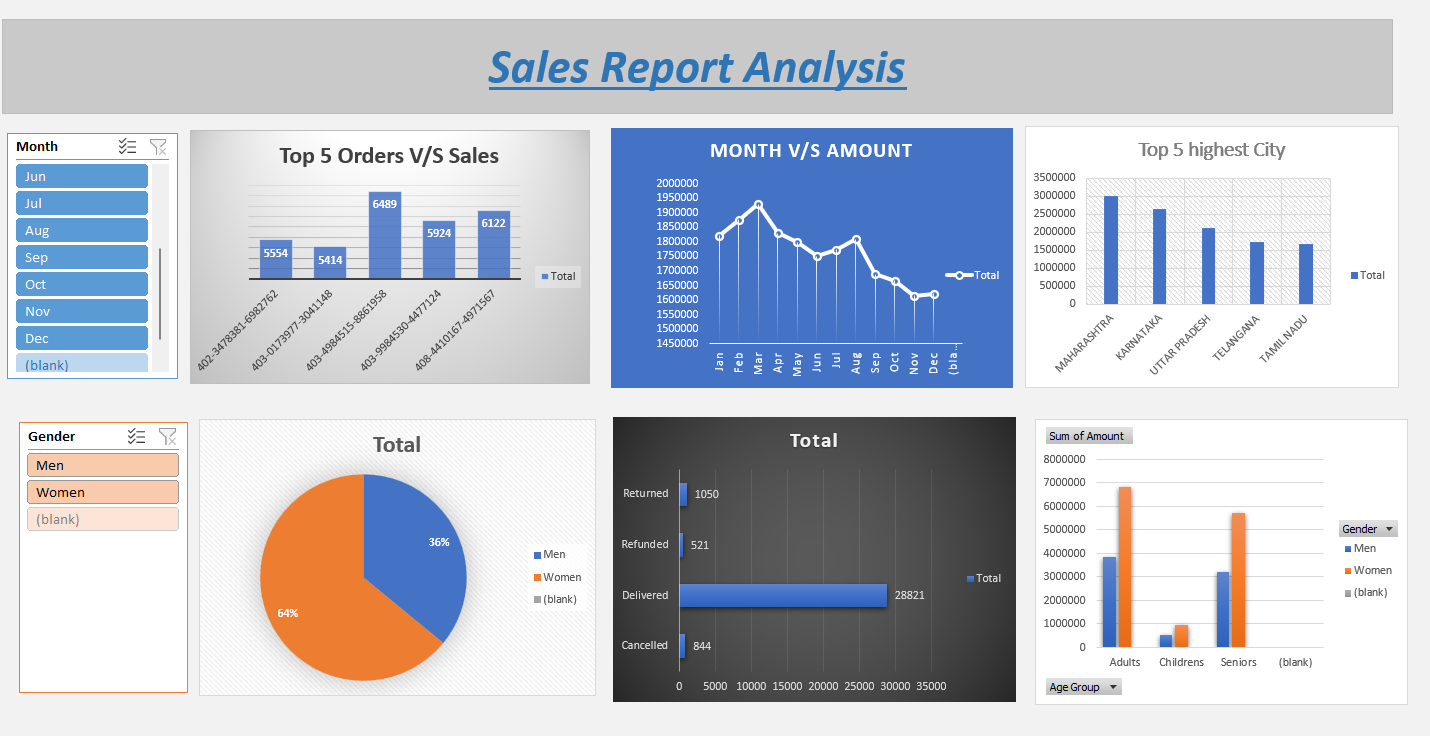 Sales Report Analysis
Month
Jun
Jul
Aug
Sep
Oct
Nov
Dec
(blank)
Top 5 Orders V/S Sales
5554
5414
6489
5924
6122
402-3478381-6982762
403-0173977-3041148
403-4984515-8861958
403-9984530-4477124
408-4410167-4971567
Total
MONTH V/S AMOUNT
2000000
1950000
1900000
1850000
1800000
1750000
1700000
1650000
1600000
1550000
1500000
1450000
Jan
Feb
Mar
Apr
May
Jun
Jul
Aug
Sep
Oct
Nov
Dec
(bla...
Total
Top 5 highest City
3500000
3000000
2500000
2000000
1500000
1000000
500000
0
MAHARASHTRA
KARNATAKA
UTTAR PRADESH
TELANGANA
TAMIL NADU
Total
Gender
Men
Women
(blank)
Total
36%
64%
Men
Women
(blank)
Total
Returned 1050
Refunded 521
Delivered 28821
Cancelled 844
0 5000 10000 15000 20000 25000 30000 35000
Total
Sum of Amount
8000000
7000000
6000000
5000000
4000000
3000000
2000000
1000000
0
Adults Childrens Seniors (blank)
Gender
Men
Women
(blank)
Age Group